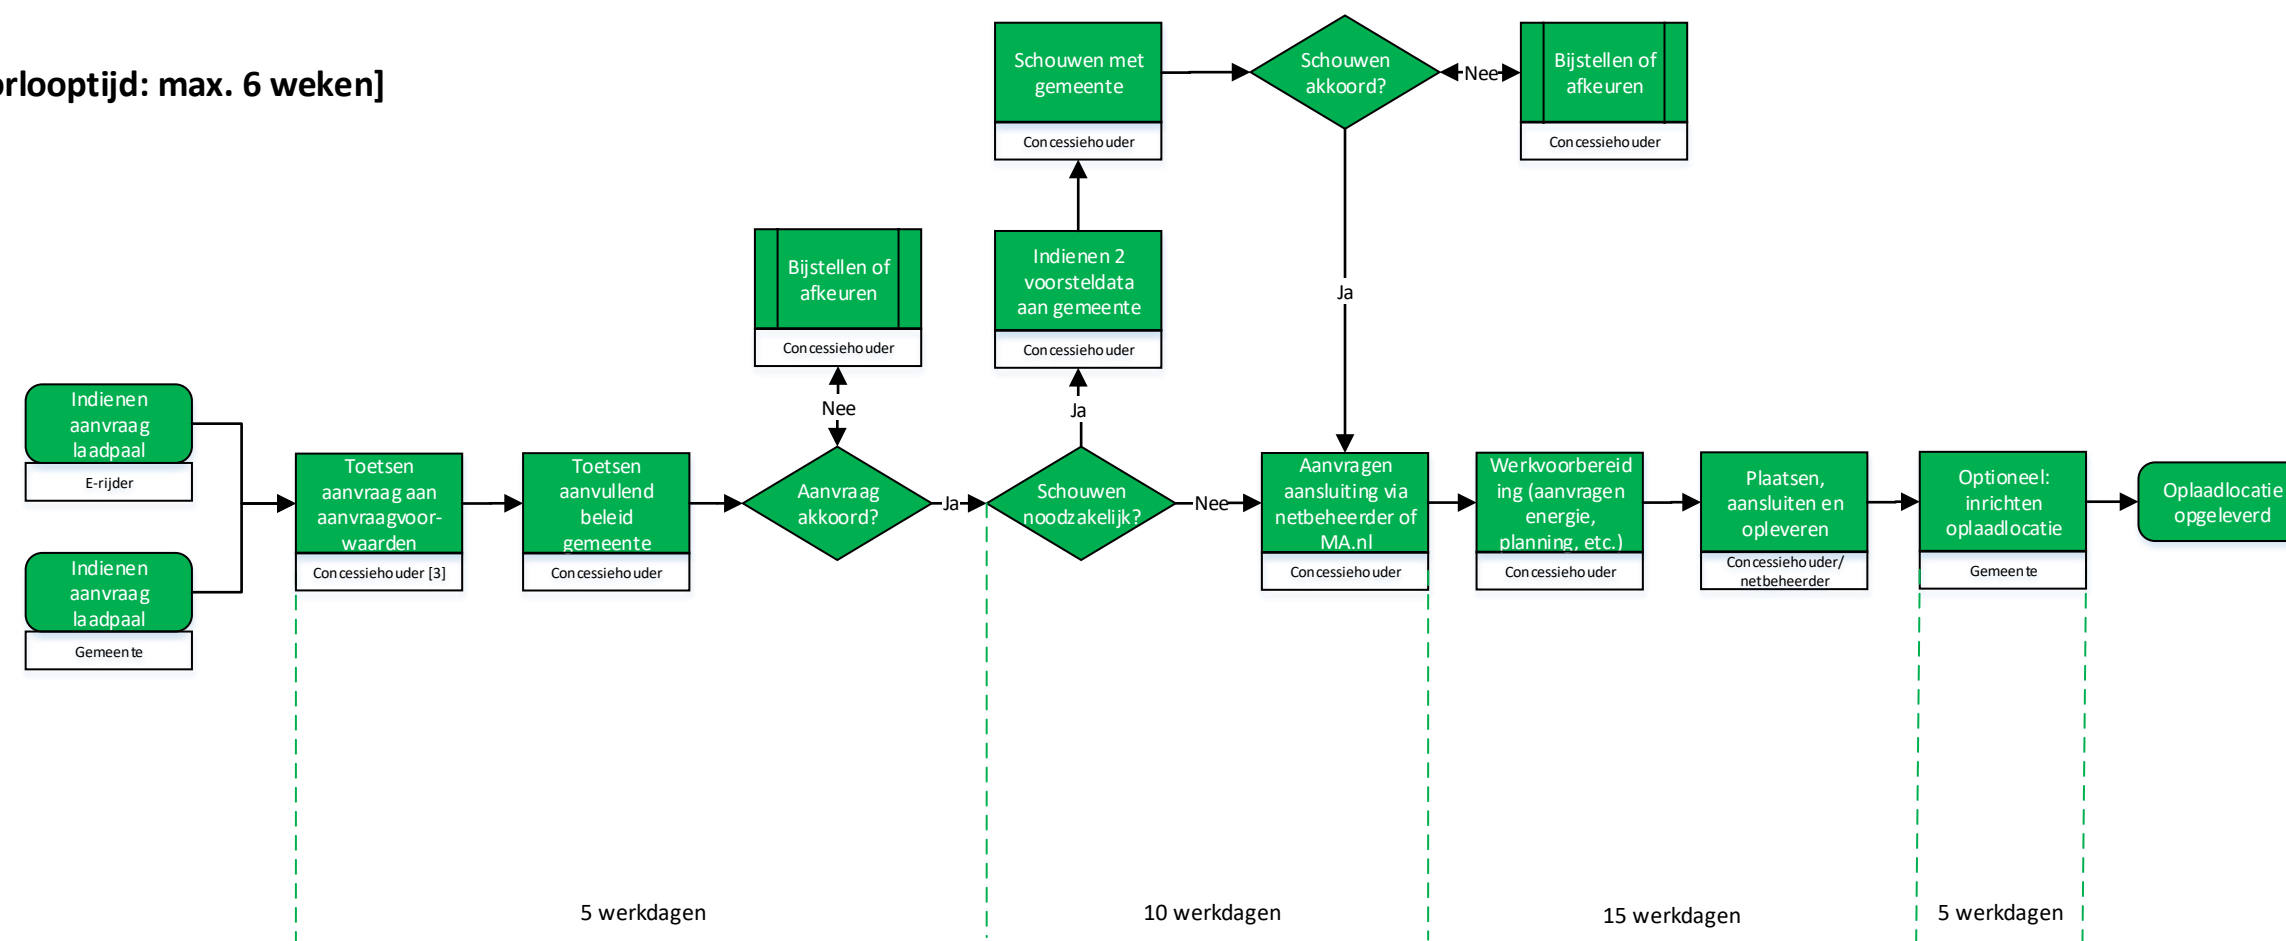 orlooptijd: max. 6 weken]
Schouwen met
gemeente
Concessiehouder
Schouwen
akkoord?
Nee
Bijstellen of
afkeuren
Concessiehouder
Bijstellen of
afkeuren
Concessiehouder
Indienen 2
voorsteldata
aan gemeente
Concessiehouder
Ja
Nee
Ja
Indienen
aanvraag
laadpaal
E-rijder
Indienen
aanvraag
laadpaal
Gemeente
Toetsen
aanvraag aan
aanvraagvoor-
waarden
Concessiehouder [3]
Toetsen
aanvullend
beleid
gemeente
Concessiehouder
Aanvraag
akkoord?
Ja
Schouwen
noodzakelijk?
Nee
Aanvragen
aansluiting via
netbeheerder of
MA.nl
Concessiehouder
Werkvoorbereid
ing (aanvragen
energie,
planning, etc.)
Concessiehouder
Plaatsen,
aansluiten en
opleveren
Concessiehouder/
netbeheerder
Optioneel:
inrichten
oplaadlocatie
Gemeente
Oplaadlocatie
opgeleverd
5 werkdagen
10 werkdagen
15 werkdagen
5 werkdagen